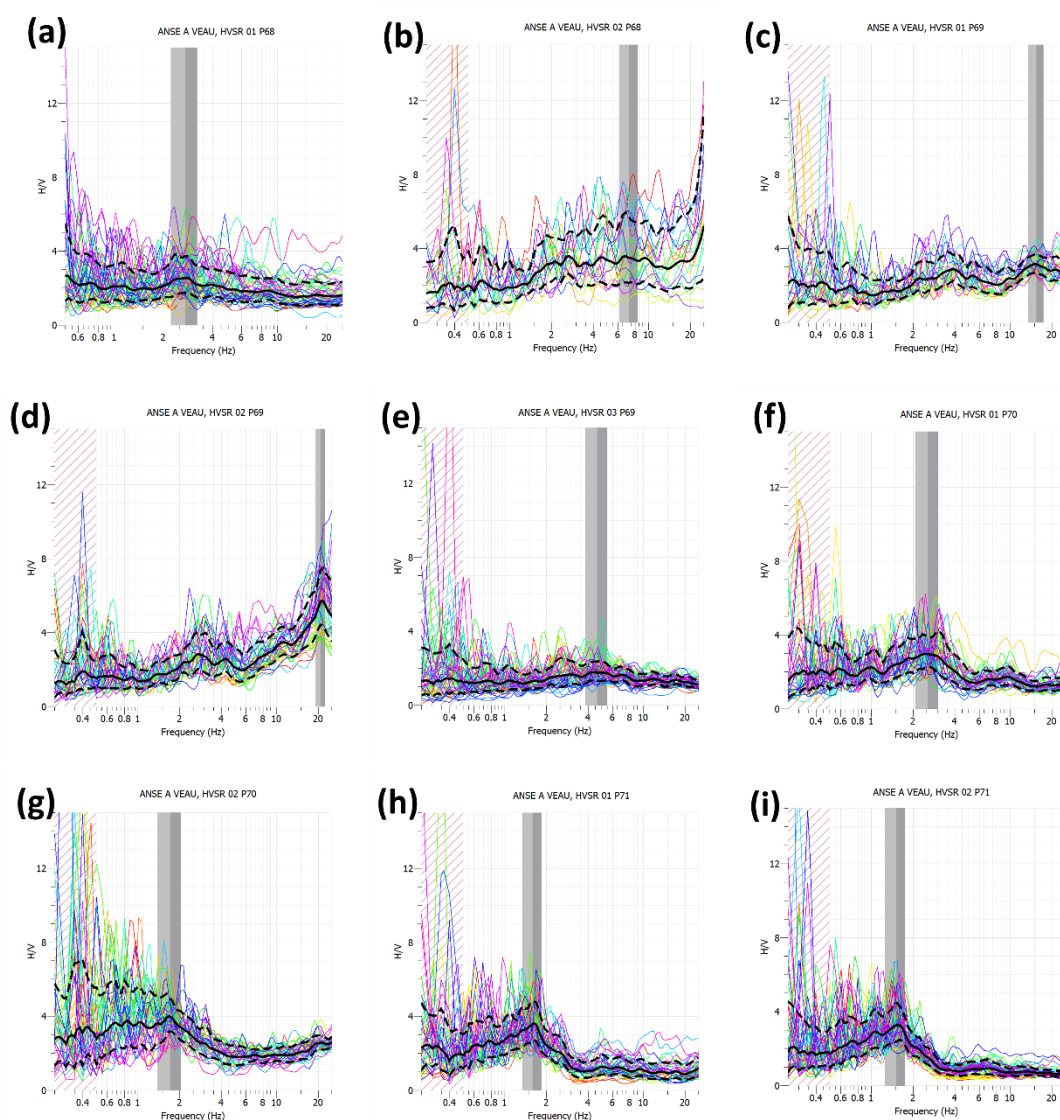 (a)
ANSE A VEAU, HVSR 01 P68
12
8
4
0
H/V
0.6 0.8 1 2 4 6 8 10 20
Frequency (Hz)
(b)
ANSE A VEAU, HVSR 02 P68
12
8
4
0
H/V
0.4 0.6 0.8 1 2 4 6 8 10 20
Frequency (Hz)
(c)
ANSE A VEAU, HVSR 01 P69
12
8
4
0
H/V
0.4 0.6 0.8 1 2 4 6 8 10 20
Frequency (Hz)
(d)
ANSE A VEAU, HVSR 02 P69
12
8
4
0
H/V
0.4 0.6 0.8 1 2 4 6 8 10 20
Frequency (Hz)
(e)
ANSE A VEAU, HVSR 03 P69
12
8
4
0
H/V
0.4 0.6 0.8 1 2 4 6 8 10 20
Frequency (Hz)
(f)
ANSE A VEAU, HVSR 01 P70
12
8
4
0
H/V
0.4 0.6 0.8 1 2 4 6 8 10 20
Frequency (Hz)
(g)
ANSE A VEAU, HVSR 02 P70
12
8
4
0
H/V
0.4 0.6 0.8 1 2 4 6 8 10 20
Frequency (Hz)
(h)
ANSE A VEAU, HVSR 01 P71
12
8
4
0
H/V
0.4 0.6 0.8 1 2 4 6 8 10 20
Frequency (Hz)
(i)
ANSE A VEAU, HVSR 02 P71
12
8
4
0
H/V
0.4 0.6 0.8 1 2 4 6 8 10 20
Frequency (Hz)